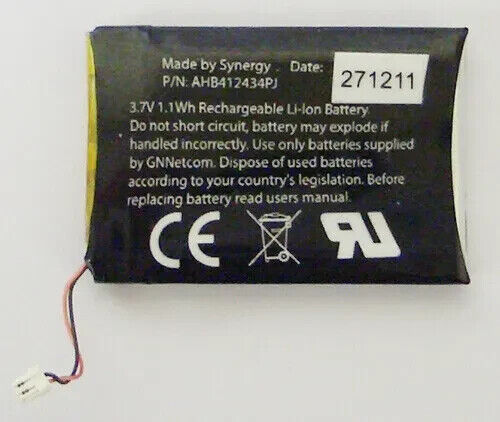 Made by Synergy Date: 271211
P/N: AHB412434PJ
3.7V 1.1Wh Rechargeable Li-Ion Battery.
Do not short circuit, battery may explode if
handled incorrectly. Use only batteries supplied
by GNNetcom. Dispose of used batteries
according to your country's legislation. Before
replacing battery read users manual.
CE
RU